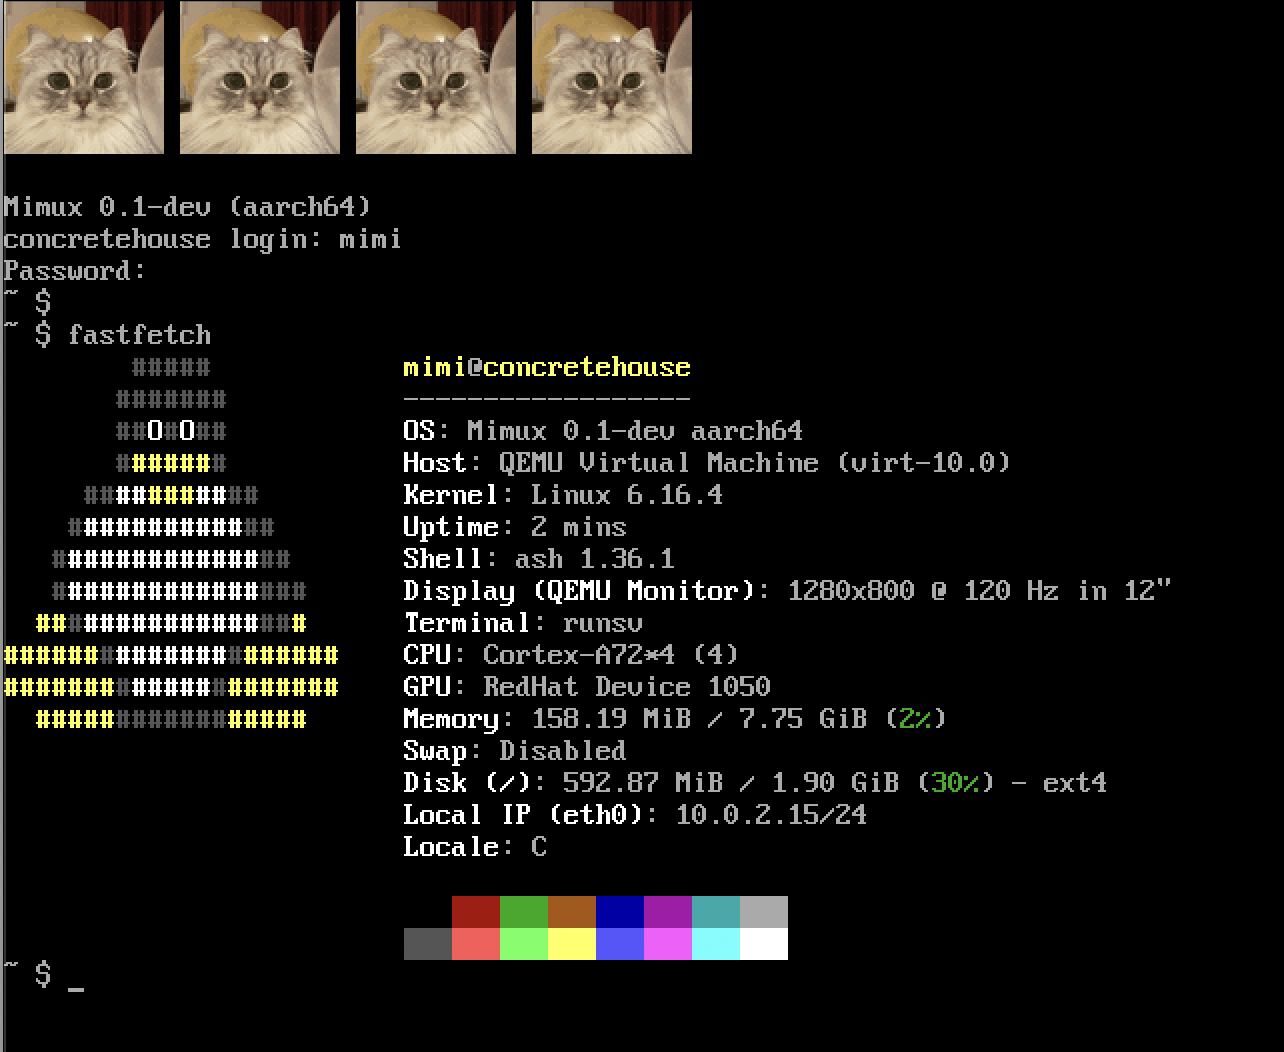 Mimux 0.1-dev (aarch64)
concretehouse login: mimi
Password:
~ $
~ $ fastfetch
##### mimi@concretehouse
####### ------------------
##O#O## OS: Mimux 0.1-dev aarch64
####### Host: QEMU Virtual Machine (virt-10.0)
########### Kernel: Linux 6.16.4
############# Uptime: 2 mins
############### Shell: ash 1.36.1
################ Display (QEMU Monitor): 1280x800 @ 120 Hz in 12"
################# Terminal: runsv
##################### CPU: Cortex-A72*4 (4)
##################### GPU: RedHat Device 1050
################# Memory: 158.19 MiB / 7.75 GiB (2%)
Swap: Disabled
Disk (/): 592.87 MiB / 1.90 GiB (30%) - ext4
Local IP (eth0): 10.0.2.15/24
Locale: C
~ $ _